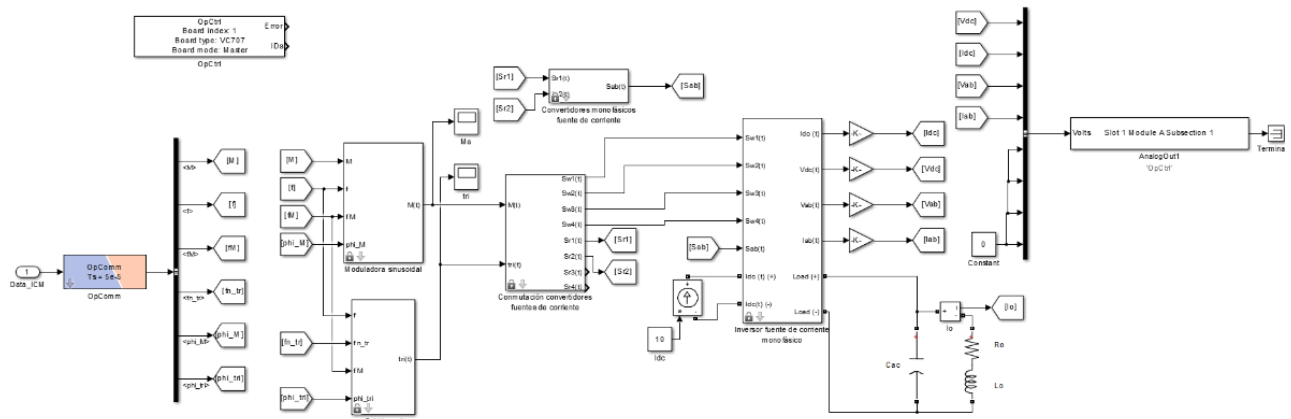 OpCtrl
Board index: 1
Board type: VC707
Board mode: Master
Error
IDs
OpCtrl
1
Data_ICM
OpComm
Ts = 5e-5
OpComm
<M>
[M]
<f>
[f]
<fM>
[fM]
<fn_tr>
[fn_tr]
<phi_M>
[phi_M]
<phi_tri>
[phi_tri]
[M]
[f]
[fM]
[phi_M]
M
f
fM
phi_M
M(t)
Moduladora sinusoidal
[fn_tr]
[phi_tri]
f
fn_tr
fM
phi_tri
tri(t)
Ma
tri
[Sr1]
[Sr2]
Sr1(t)
Sab(t)
[Sab]
Convertidores monofásicos
fuente de corriente
M(t)
tri(t)
Sw1(t)
Sw2(t)
Sw3(t)
Sw4(t)
Sr1(t)
Sr2(t)
Sr3(t)
Sr4(t)
[Sr1]
[Sr2]
Conmutación convertidores
fuentes de corriente
Sw1(t)
Sw2(t)
Sw3(t)
Sw4(t)
[Sab]
Sab(t)
Idc (t) (+)
Idc(t) (-)
10
Idc
Idc (t)
Vdc(t)
Vab(t)
Iab(t)
Load (+)
Load (-)
Inversor fuente de corriente
monofásico
-K-
-K-
-K-
-K-
[Idc]
[Vdc]
[Vab]
[Iab]
Io
[Io]
Cac
Ro
Lo
[Vdc]
[Idc]
[Vab]
[Iab]
0
Constant
Volts
Slot 1 Module A Subsection 1
AnalogOut1
'OpCtrl'
Termina